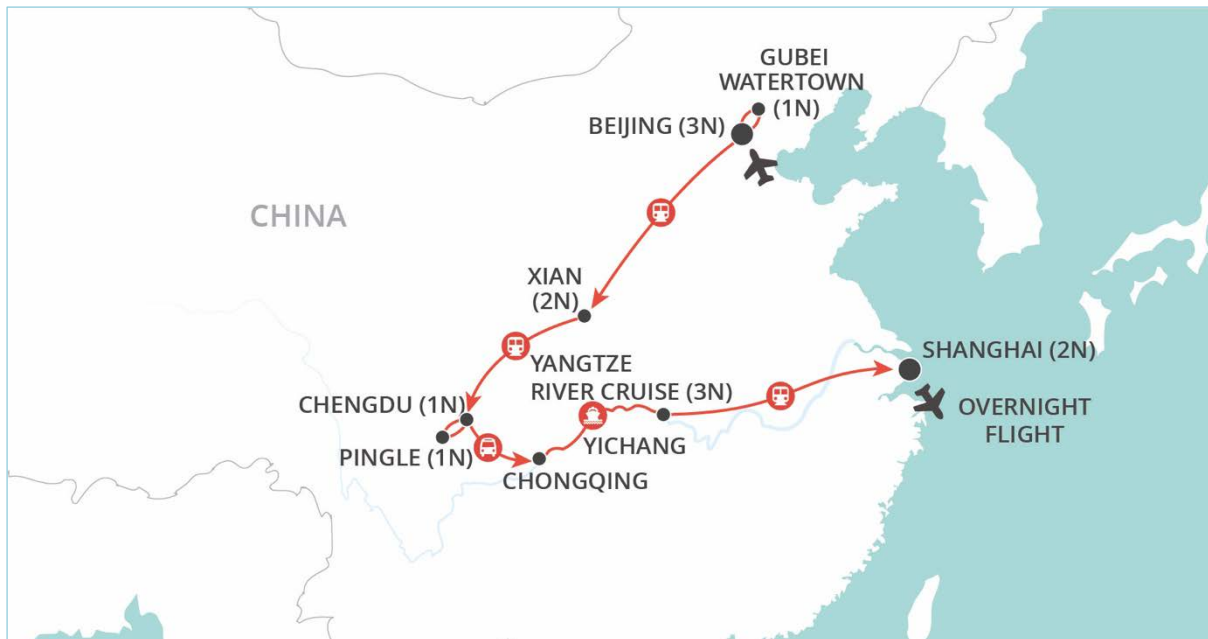 GUBEI
WATERTOWN
(1N)
BEIJING (3N)
CHINA
XIAN
(2N)
YANGTZE
RIVER CRUISE (3N)
SHANGHAI (2N)
CHENGDU (1N)
OVERNIGHT
FLIGHT
PINGLE (1N)
YICHANG
CHONGQING